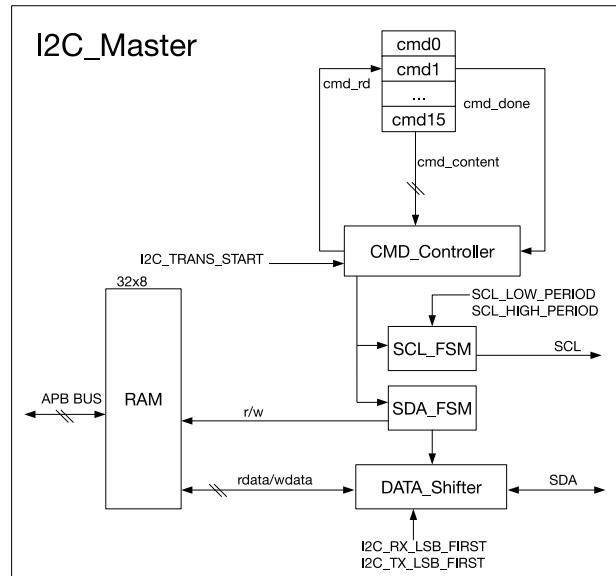 I2C_Master
cmd0
cmd1
...
cmd15
cmd_rd
cmd_done
cmd_content
CMD_Controller
I2C_TRANS_START
32x8
SCL_LOW_PERIOD
SCL_HIGH_PERIOD
SCL_FSM
SCL
RAM
APB BUS
SDA_FSM
r/w
rdata/wdata
DATA_Shifter
SDA
I2C_RX_LSB_FIRST
I2C_TX_LSB_FIRST